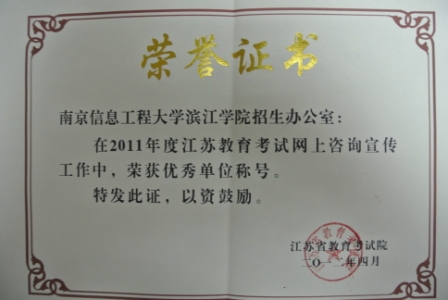 荣誉证书
南京信息工程大学滨江学院招生办公室：
在2011年度江苏教育考试网上咨询宣传
工作中，荣获优秀单位称号。
特发此证，以资鼓励。
江苏省教育考试院
二〇一二年四月